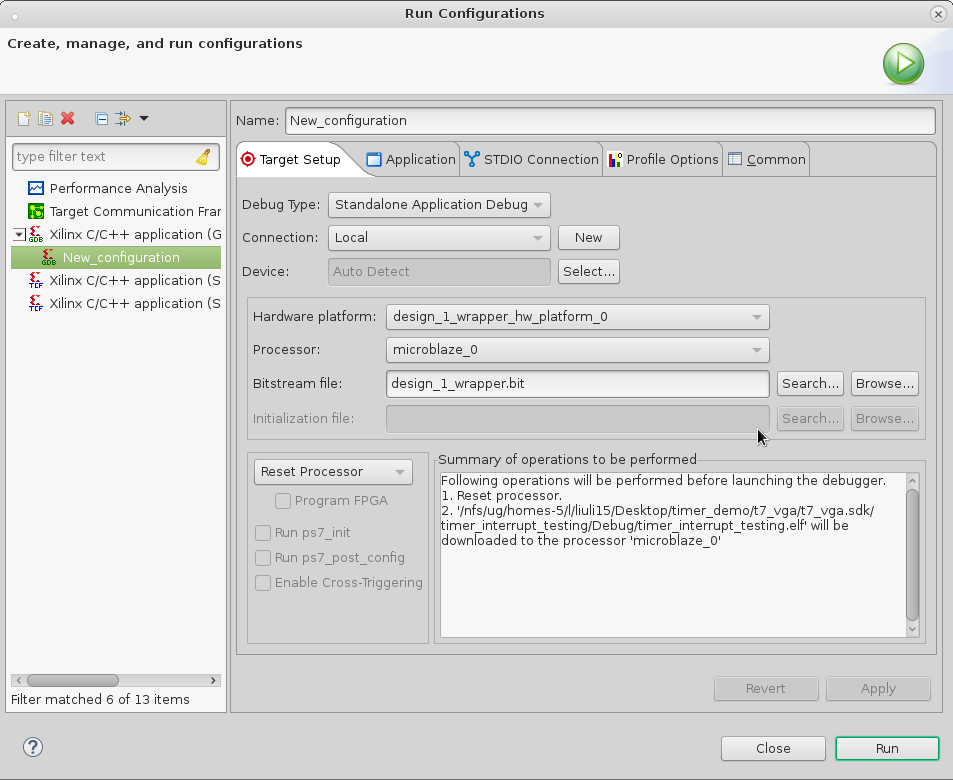 Run Configurations
Create, manage, and run configurations
type filter text
Performance Analysis
Target Communication Fra
Xilinx C/C++ application (G
New_configuration
Xilinx C/C++ application (S
Xilinx C/C++ application (S
Filter matched 6 of 13 items
Name: New_configuration
Target Setup Application STDIO Connection Profile Options Common
Debug Type: Standalone Application Debug
Connection: Local New
Device: Auto Detect Select...
Hardware platform: design_1_wrapper_hw_platform_0
Processor: microblaze_0
Bitstream file: design_1_wrapper.bit Search... Browse...
Initialization file: Search... Browse...
Reset Processor
Program FPGA
Run ps7_init
Run ps7_post_config
Enable Cross-Triggering
Summary of operations to be performed
Following operations will be performed before launching the debugger.
1. Reset processor.
2. '/nfs/ug/homes-5/l/liuli15/Desktop/timer_demo/t7_vga/t7_vga.sdk/
timer_interrupt_testing/Debug/timer_interrupt_testing.elf' will be
downloaded to the processor 'microblaze_0'
Revert Apply
Close Run